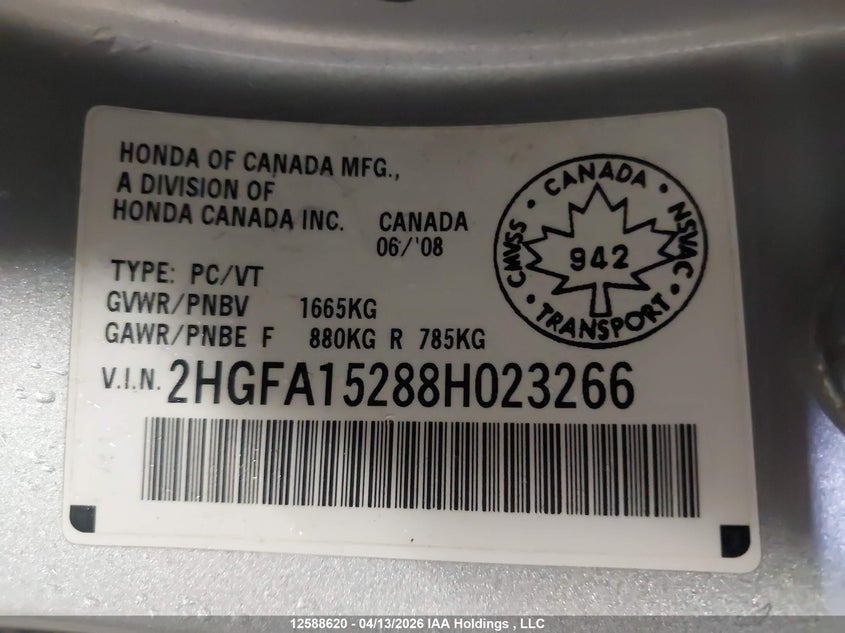 HONDA OF CANADA MFG.,
A DIVISION OF
HONDA CANADA INC. CANADA
06/'08
TYPE: PC/VT
GVWR/PNBV 1665KG
GAWR/PNBE F 880KG R 785KG
V.I.N. 2HGFA15288H023266
CANADA • NSVAC • TRANSPORT • CMVSS •
942
12588620 - 04/13/2026 IAA Holdings , LLC